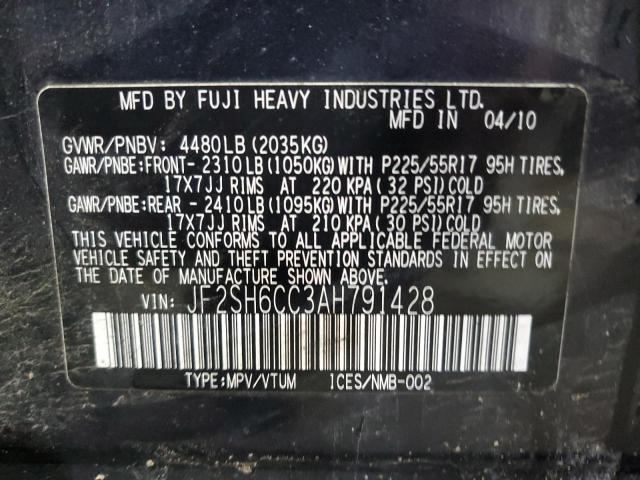 MFD BY FUJI HEAVY INDUSTRIES LTD.
MFD IN 04/10
GVWR/PNBV: 4480LB(2035KG)
GAWR/PNBE:FRONT- 2310LB(1050KG)WITH P225/55R17 95H TIRES,
17X7JJ RIMS AT 220 KPA(32 PSI)COLD
GAWR/PNBE:REAR - 2410LB(1095KG)WITH P225/55R17 95H TIRES,
17X7JJ RIMS AT 210 KPA(30 PSI)COLD
THIS VEHICLE CONFORMS TO ALL APPLICABLE FEDERAL MOTOR
VEHICLE SAFETY AND THEFT PREVENTION STANDARDS IN EFFECT ON
THE DATE OF MANUFACTURE SHOWN ABOVE.
VIN: JF2SH6CC3AH791428
TYPE:MPV/VTUM ICES/NMB-002